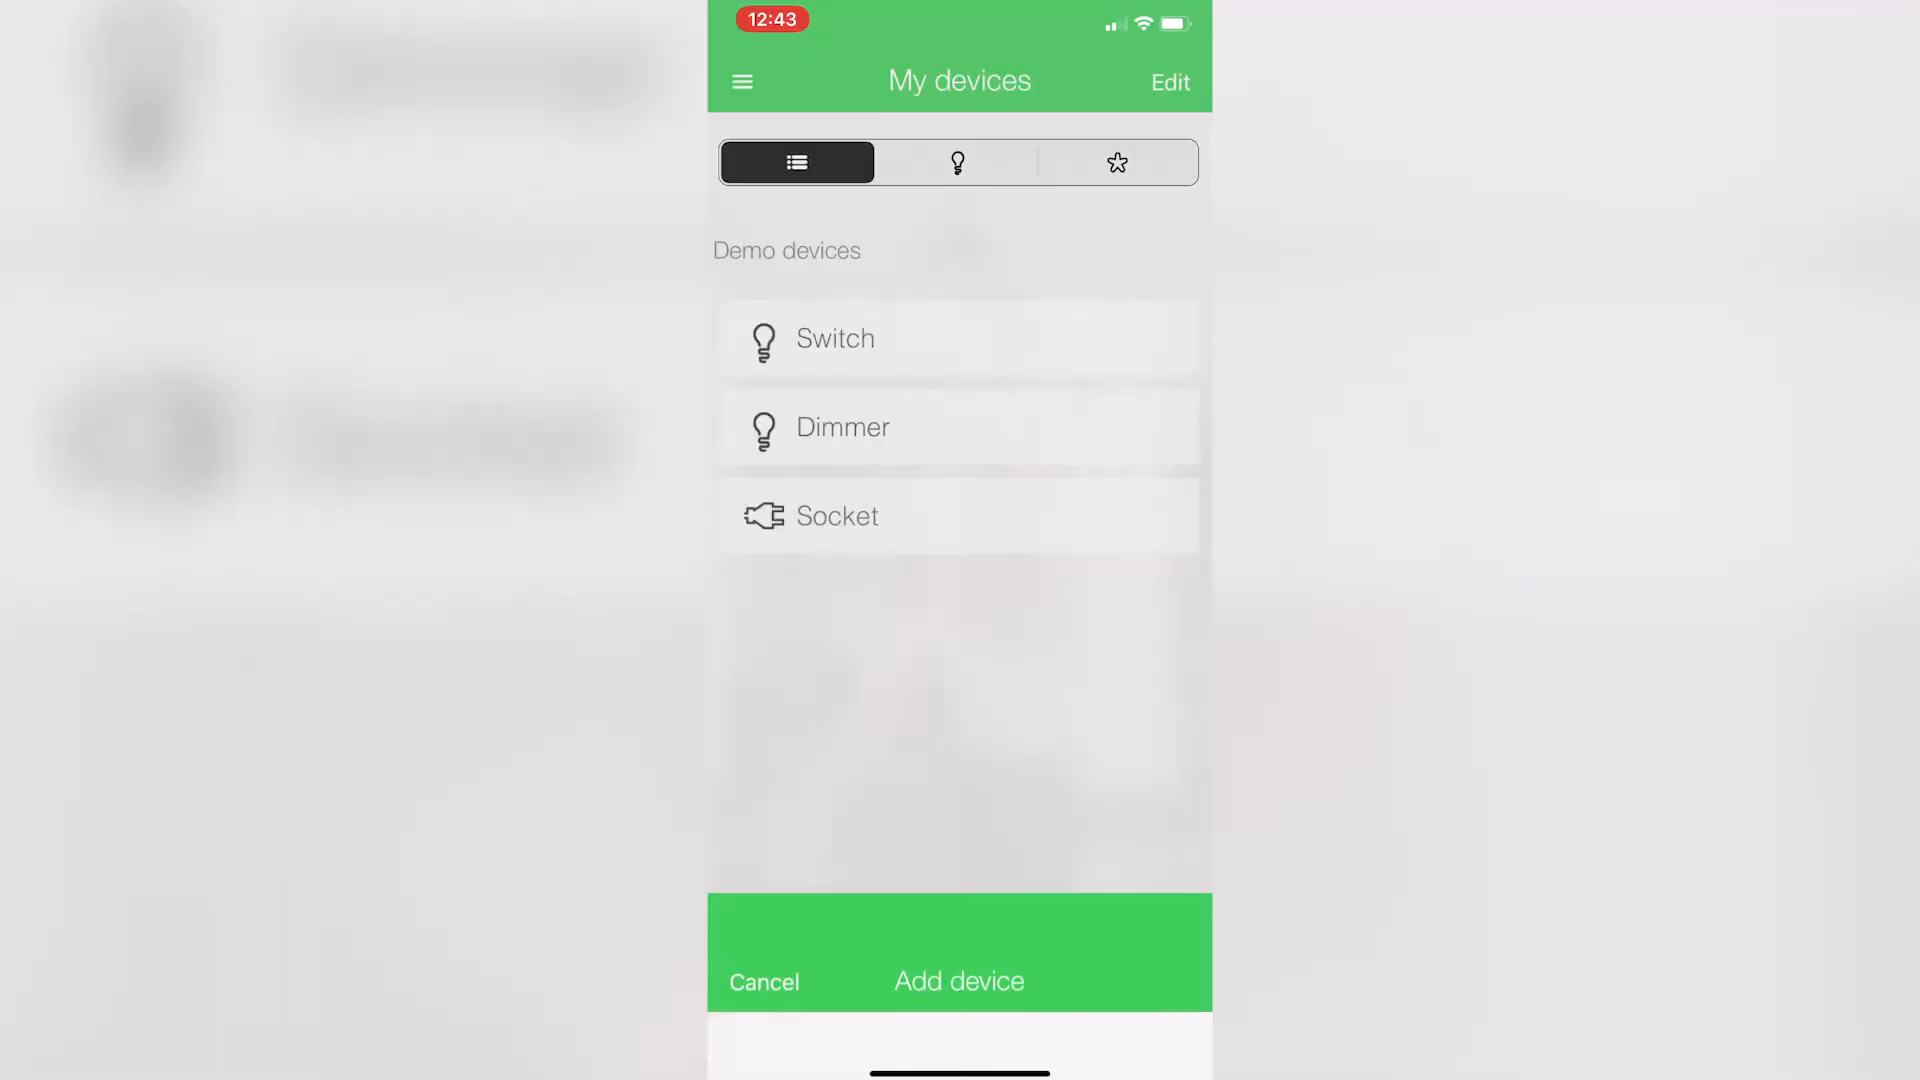 12:43
My devices
Edit
Demo devices
Switch
Dimmer
Socket
Cancel
Add device